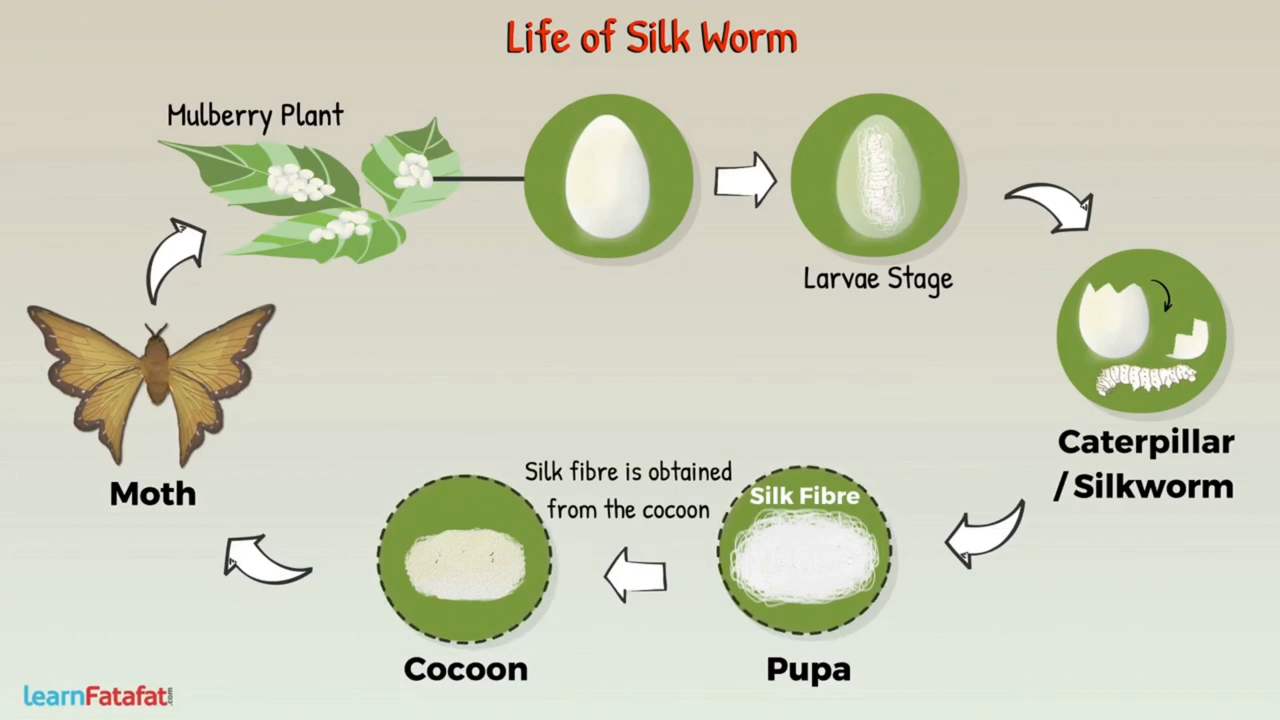 Life of Silk Worm
Mulberry Plant
Larvae Stage
Caterpillar
/Silkworm
Silk fibre is obtained
from the cocoon
Silk Fibre
Moth
Cocoon
Pupa
learnFatafat.com